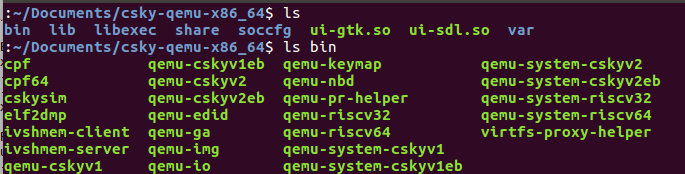 :~/Documents/csky-qemu-x86_64$ ls
bin lib libexec share soccfg ui-gtk.so ui-sdl.so var
:~/Documents/csky-qemu-x86_64$ ls bin
cpf qemu-cskyv1eb qemu-keymap qemu-system-cskyv2
cpf64 qemu-cskyv2 qemu-nbd qemu-system-cskyv2eb
cskysim qemu-cskyv2eb qemu-pr-helper qemu-system-riscv32
elf2dmp qemu-edid qemu-riscv32 qemu-system-riscv64
ivshmem-client qemu-ga qemu-riscv64 virtfs-proxy-helper
ivshmem-server qemu-img qemu-system-cskyv1
qemu-cskyv1 qemu-io qemu-system-cskyv1eb